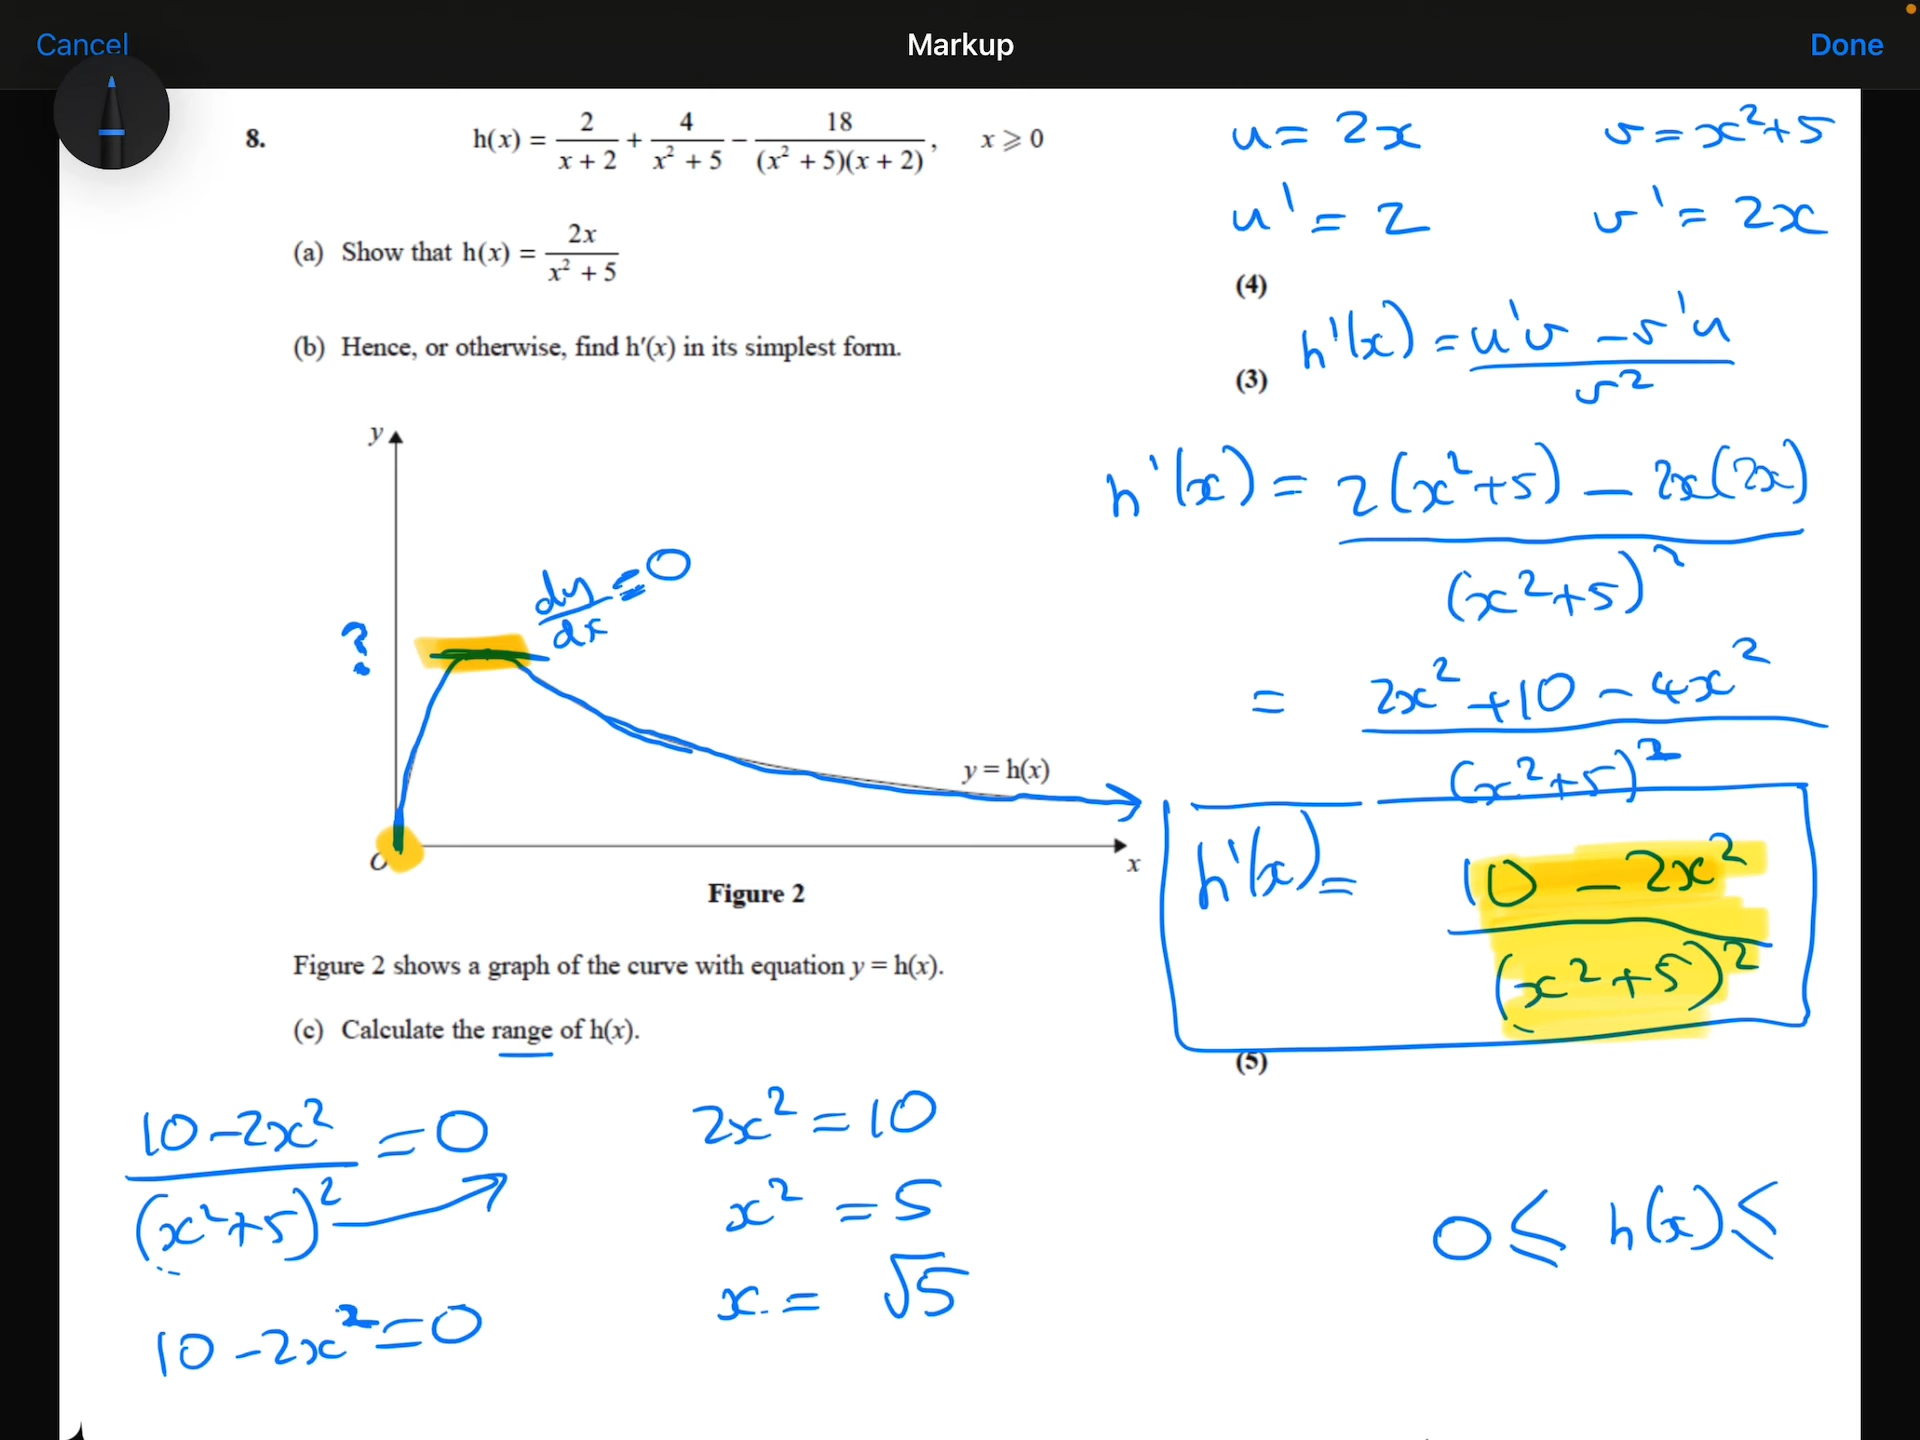 Cancel Markup Done
8. h(x) = 2/(x + 2) + 4/(x² + 5) − 18/((x² + 5)(x + 2)), x ⩾ 0
(a) Show that h(x) = 2x/(x² + 5)
(4)
(b) Hence, or otherwise, find h′(x) in its simplest form.
(3)
y
dy/dx = 0
?
y = h(x)
O
x
Figure 2
Figure 2 shows a graph of the curve with equation y = h(x).
(c) Calculate the range of h(x).
(5)
u = 2x v = x²+5
u' = 2 v' = 2x
h'(x) = (u'v − v'u)/v²
h'(x) = (2(x²+5) − 2x(2x))/(x²+5)²
= (2x² + 10 − 4x²)/(x²+5)²
h'(x) = (10 − 2x²)/(x²+5)²
(10 − 2x²)/(x²+5)² = 0
10 − 2x² = 0
2x² = 10
x² = 5
x = √5
0 ≤ h(x) ≤